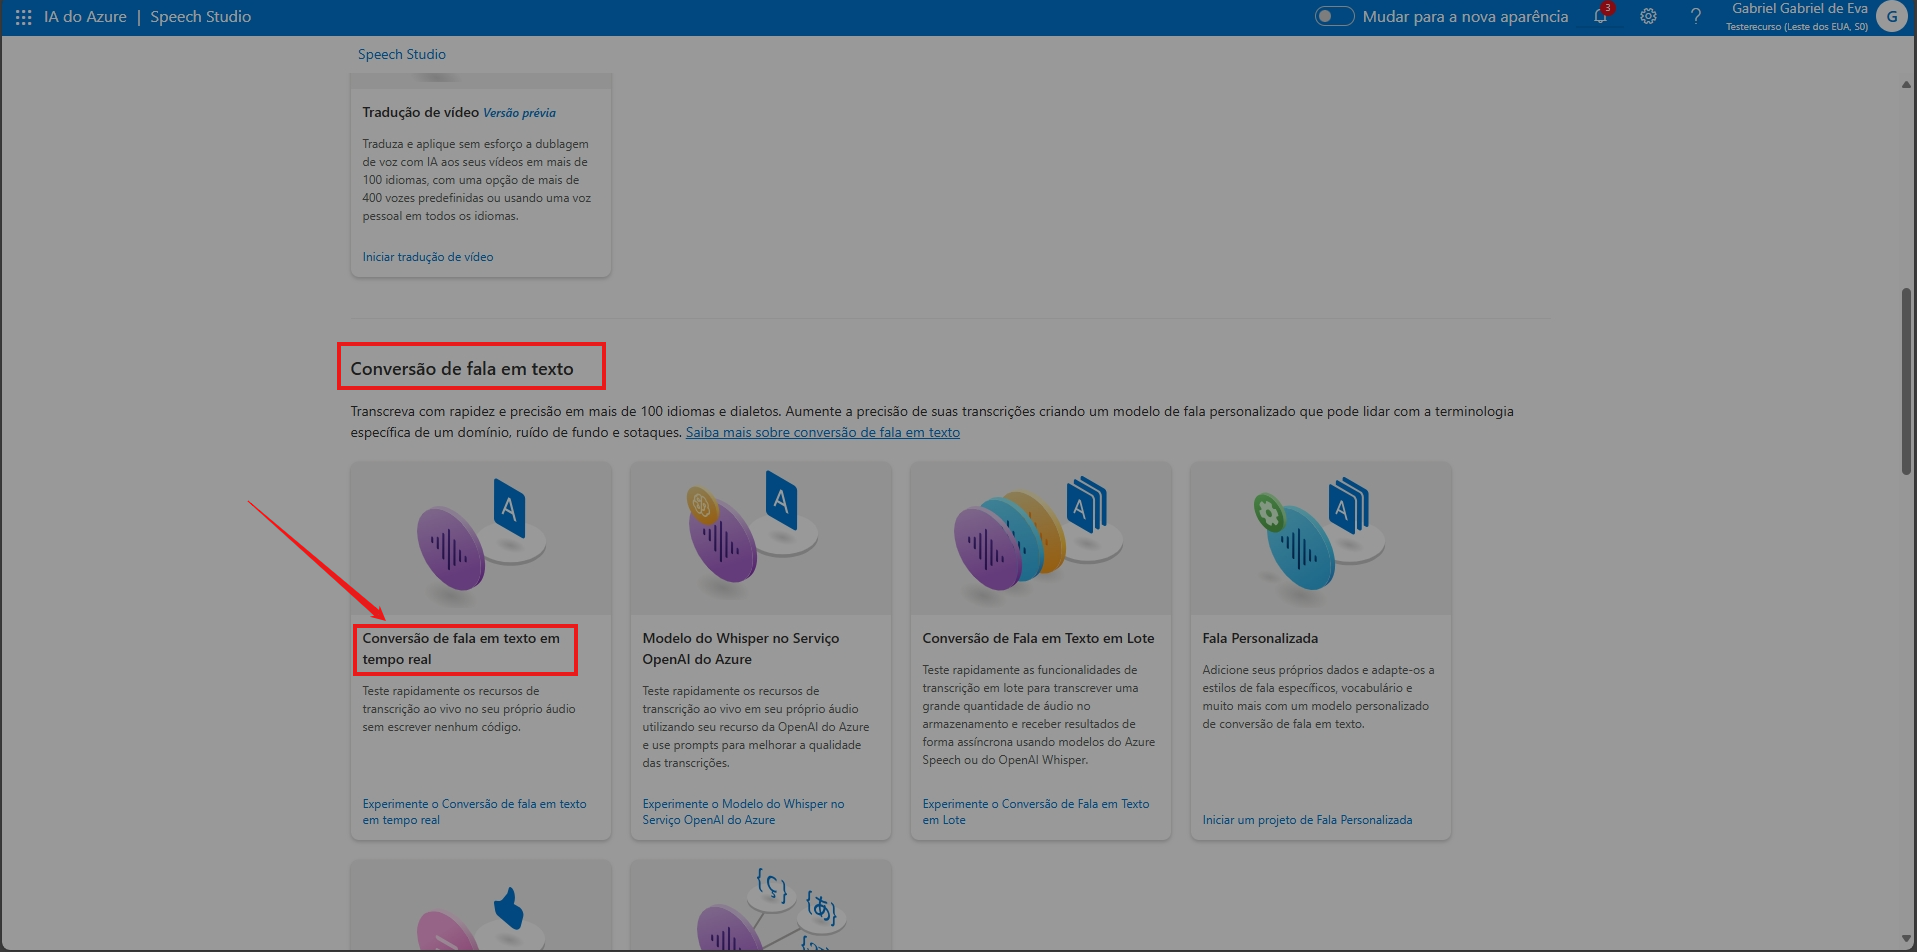 IA do Azure | Speech Studio
Mudar para a nova aparência
3
?
Gabriel Gabriel de Eva
Testerecurso (Leste dos EUA, S0)
G
Speech Studio
Tradução de vídeo Versão prévia
Traduza e aplique sem esforço a dublagem
de voz com IA aos seus vídeos em mais de
100 idiomas, com uma opção de mais de
400 vozes predefinidas ou usando uma voz
pessoal em todos os idiomas.
Iniciar tradução de vídeo
Conversão de fala em texto
Transcreva com rapidez e precisão em mais de 100 idiomas e dialetos. Aumente a precisão de suas transcrições criando um modelo de fala personalizado que pode lidar com a terminologia
específica de um domínio, ruído de fundo e sotaques. Saiba mais sobre conversão de fala em texto
A
Conversão de fala em texto em
tempo real
Teste rapidamente os recursos de
transcrição ao vivo no seu próprio áudio
sem escrever nenhum código.
Experimente o Conversão de fala em texto
em tempo real
A
Modelo do Whisper no Serviço
OpenAI do Azure
Teste rapidamente os recursos de
transcrição ao vivo em seu próprio áudio
utilizando seu recurso da OpenAI do Azure
e use prompts para melhorar a qualidade
das transcrições.
Experimente o Modelo do Whisper no
Serviço OpenAI do Azure
A
Conversão de Fala em Texto em Lote
Teste rapidamente as funcionalidades de
transcrição em lote para transcrever uma
grande quantidade de áudio no
armazenamento e receber resultados de
forma assíncrona usando modelos do Azure
Speech ou do OpenAI Whisper.
Experimente o Conversão de Fala em Texto
em Lote
A
Fala Personalizada
Adicione seus próprios dados e adapte-os a
estilos de fala específicos, vocabulário e
muito mais com um modelo personalizado
de conversão de fala em texto.
Iniciar um projeto de Fala Personalizada
{ç}
{あ}